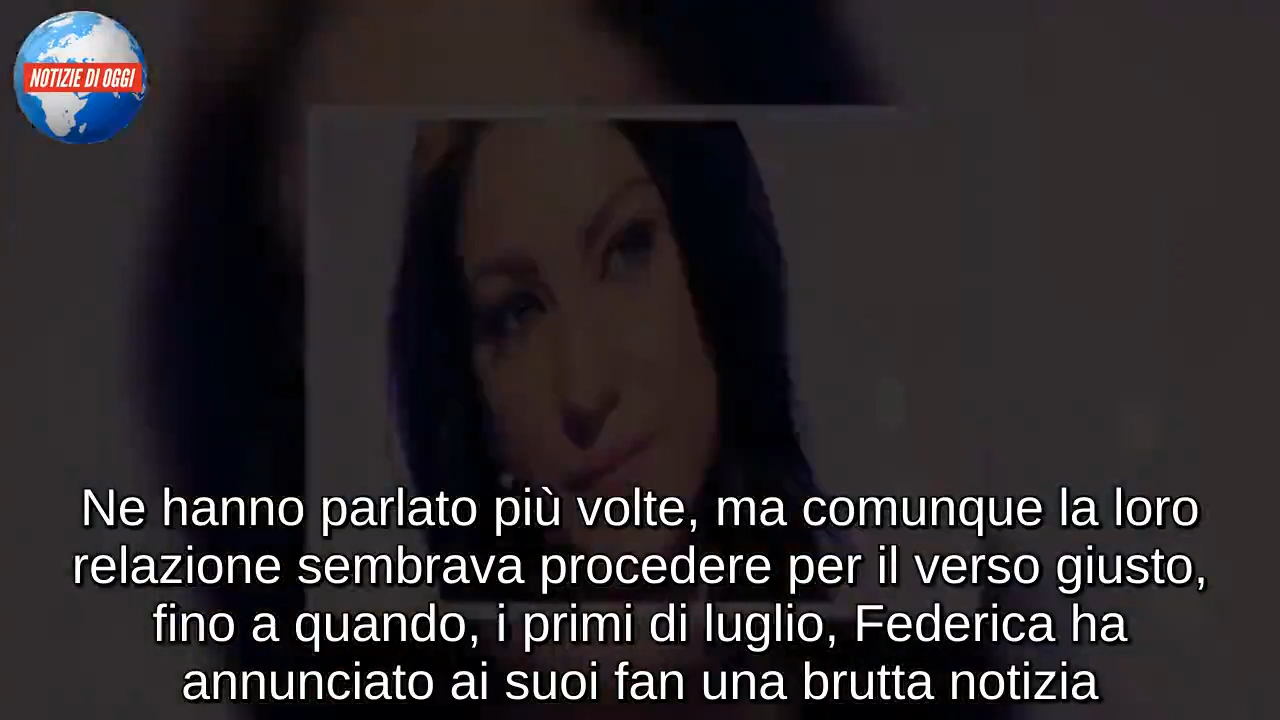 NOTIZIE DI OGGI
Ne hanno parlato più volte, ma comunque la loro
relazione sembrava procedere per il verso giusto,
fino a quando, i primi di luglio, Federica ha
annunciato ai suoi fan una brutta notizia